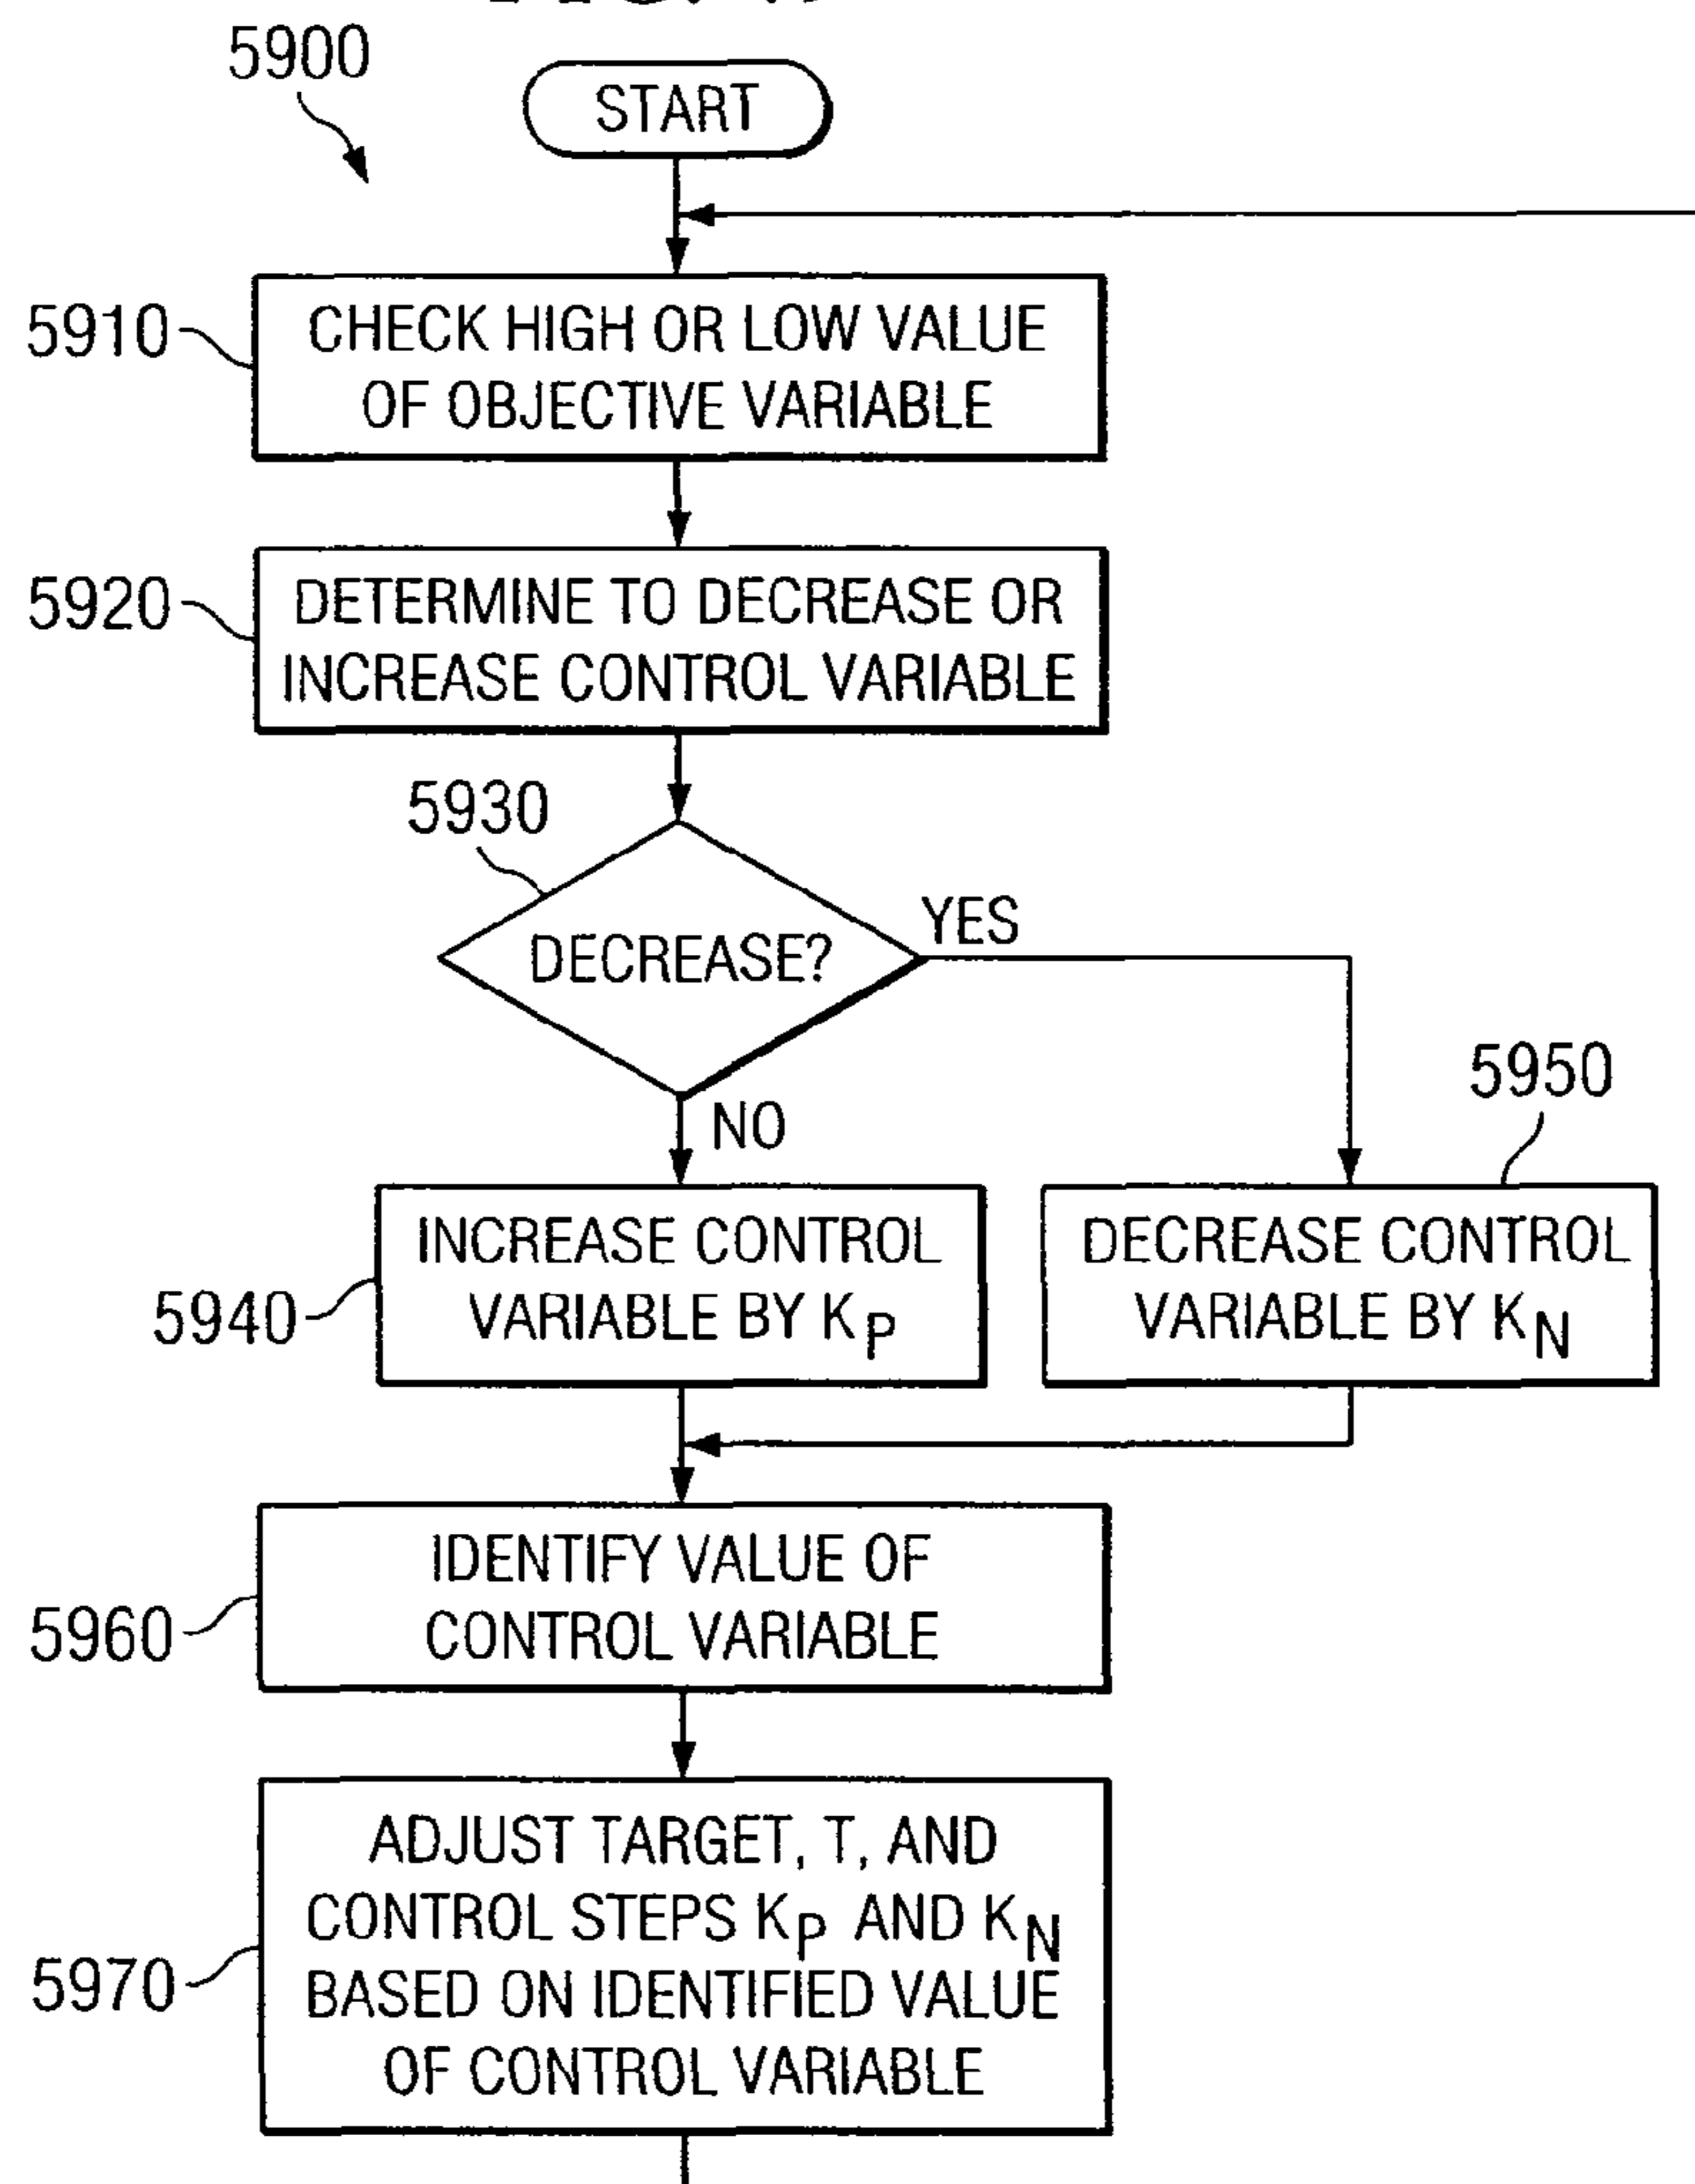 5900
START
5910
CHECK HIGH OR LOW VALUE
OF OBJECTIVE VARIABLE
5920
DETERMINE TO DECREASE OR
INCREASE CONTROL VARIABLE
5930
DECREASE?
YES
NO
5950
INCREASE CONTROL
VARIABLE BY KP
5940
DECREASE CONTROL
VARIABLE BY KN
IDENTIFY VALUE OF
CONTROL VARIABLE
5960
ADJUST TARGET, T, AND
CONTROL STEPS KP AND KN
BASED ON IDENTIFIED VALUE
OF CONTROL VARIABLE
5970